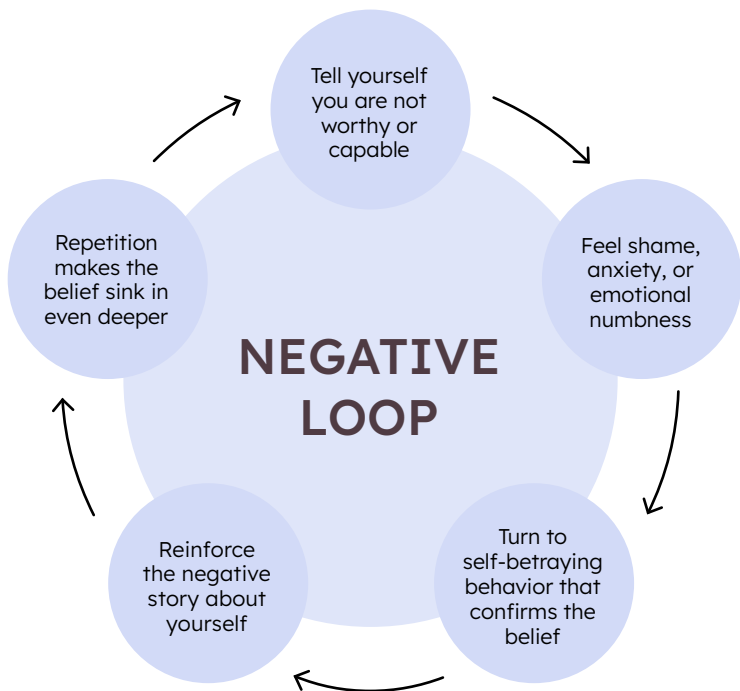 Tell yourself
you are not
worthy or
capable
Feel shame,
anxiety, or
emotional
numbness
Turn to
self-betraying
behavior that
confirms the
belief
Reinforce
the negative
story about
yourself
Repetition
makes the
belief sink in
even deeper
NEGATIVE
LOOP